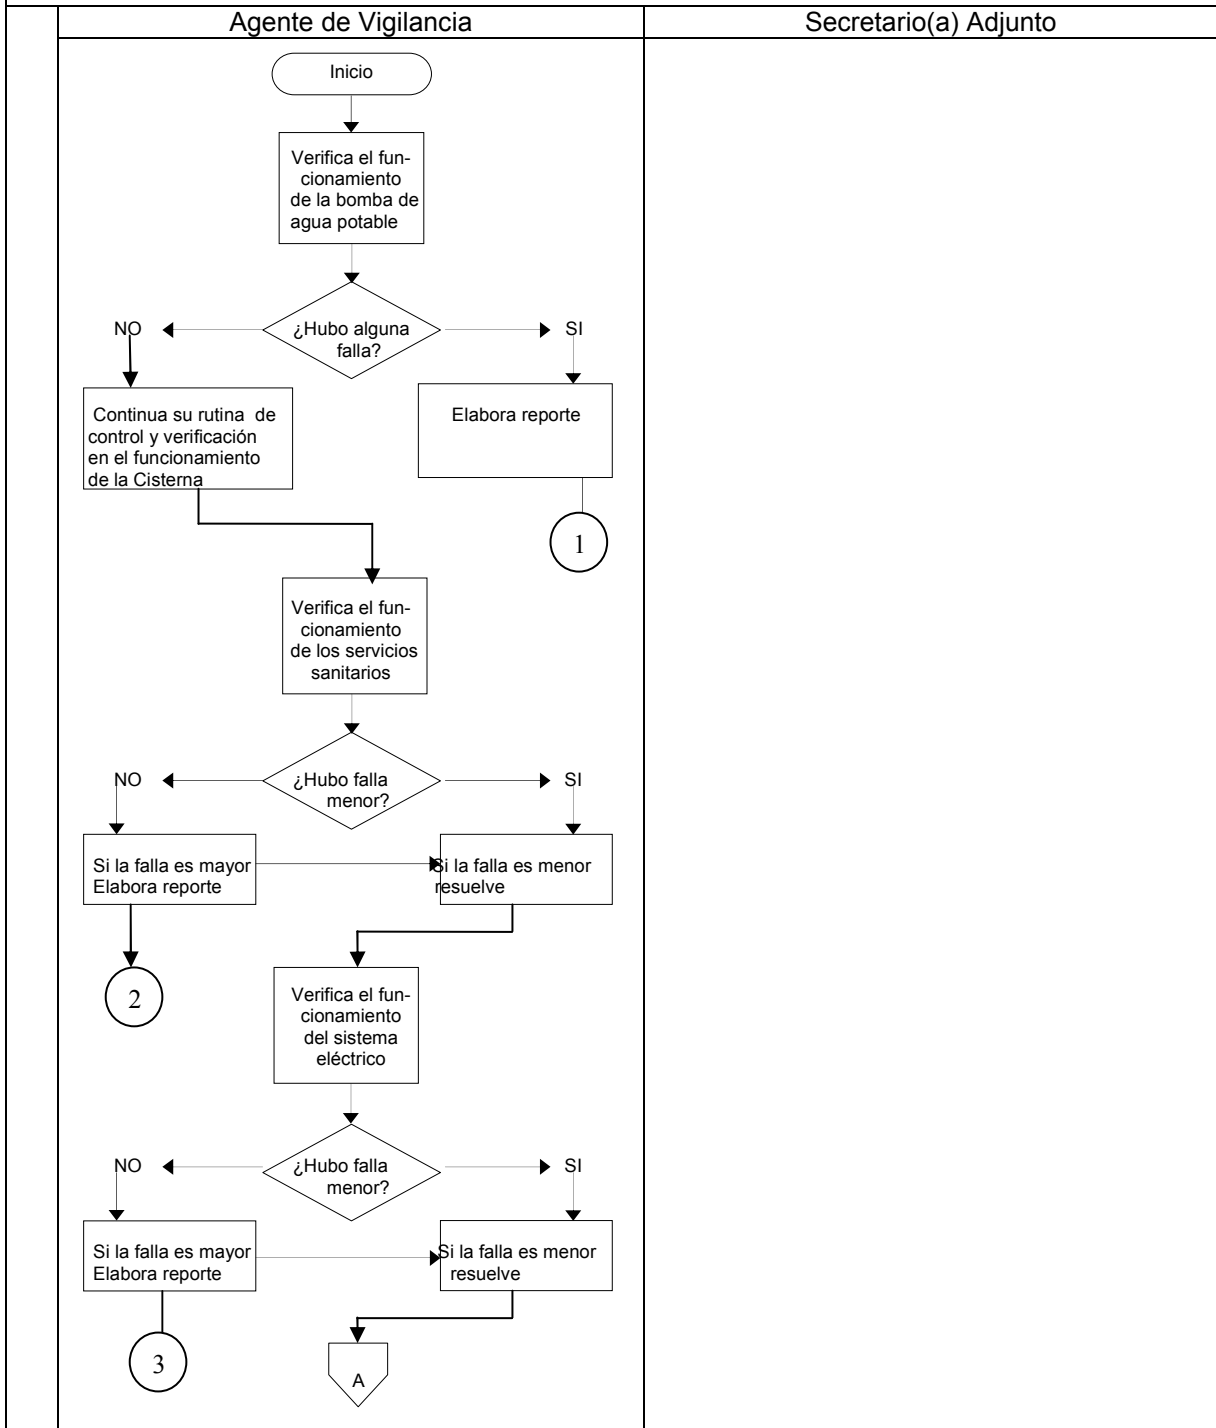 Agente de Vigilancia
Secretario(a) Adjunto
Inicio
Verifica el fun-
cionamiento
de la bomba de
agua potable
¿Hubo alguna
falla?
NO
SI
Continua su rutina de
control y verificación
en el funcionamiento
de la Cisterna
Elabora reporte
1
Verifica el fun-
cionamiento
de los servicios
sanitarios
¿Hubo falla
menor?
NO
SI
Si la falla es mayor
Elabora reporte
Si la falla es menor
resuelve
2
Verifica el fun-
cionamiento
del sistema
eléctrico
¿Hubo falla
menor?
NO
SI
Si la falla es mayor
Elabora reporte
Si la falla es menor
resuelve
3
A